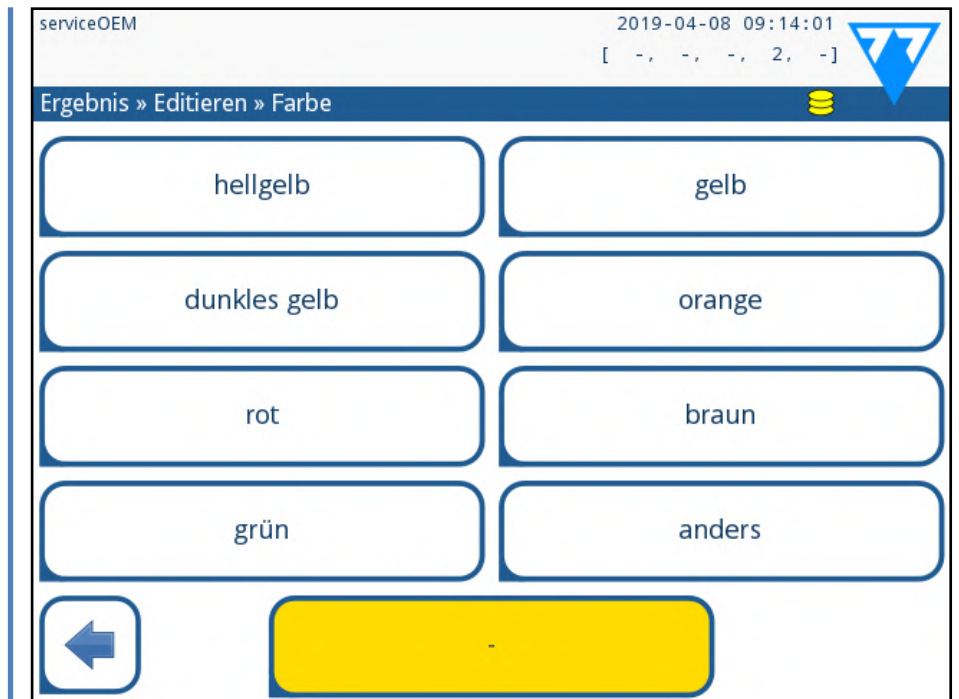 serviceOEM 2019-04-08 09:14:01
[ -, -, -, 2, -]
Ergebnis » Editieren » Farbe
hellgelb gelb
dunkles gelb orange
rot braun
grün anders
-